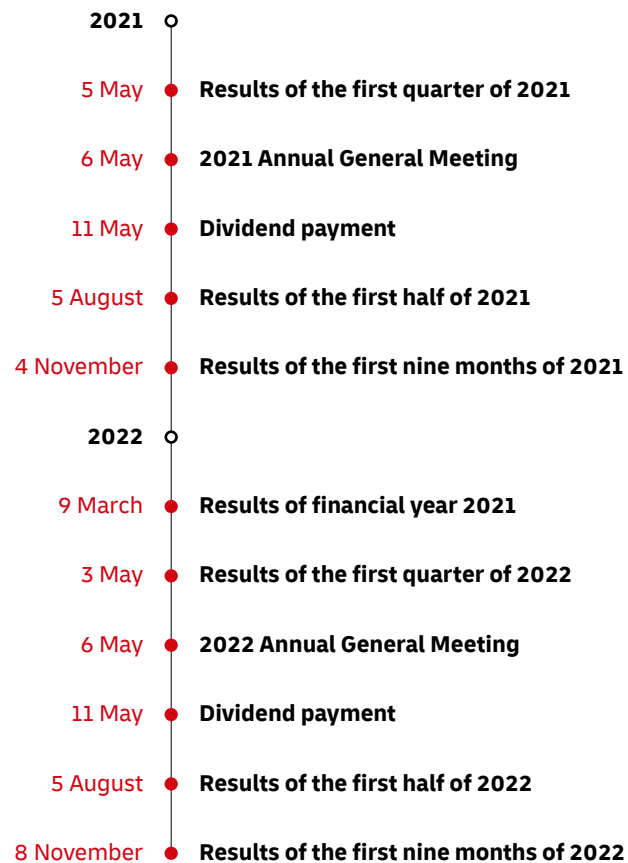 2021
5 May Results of the first quarter of 2021
6 May 2021 Annual General Meeting
11 May Dividend payment
5 August Results of the first half of 2021
4 November Results of the first nine months of 2021
2022
9 March Results of financial year 2021
3 May Results of the first quarter of 2022
6 May 2022 Annual General Meeting
11 May Dividend payment
5 August Results of the first half of 2022
8 November Results of the first nine months of 2022